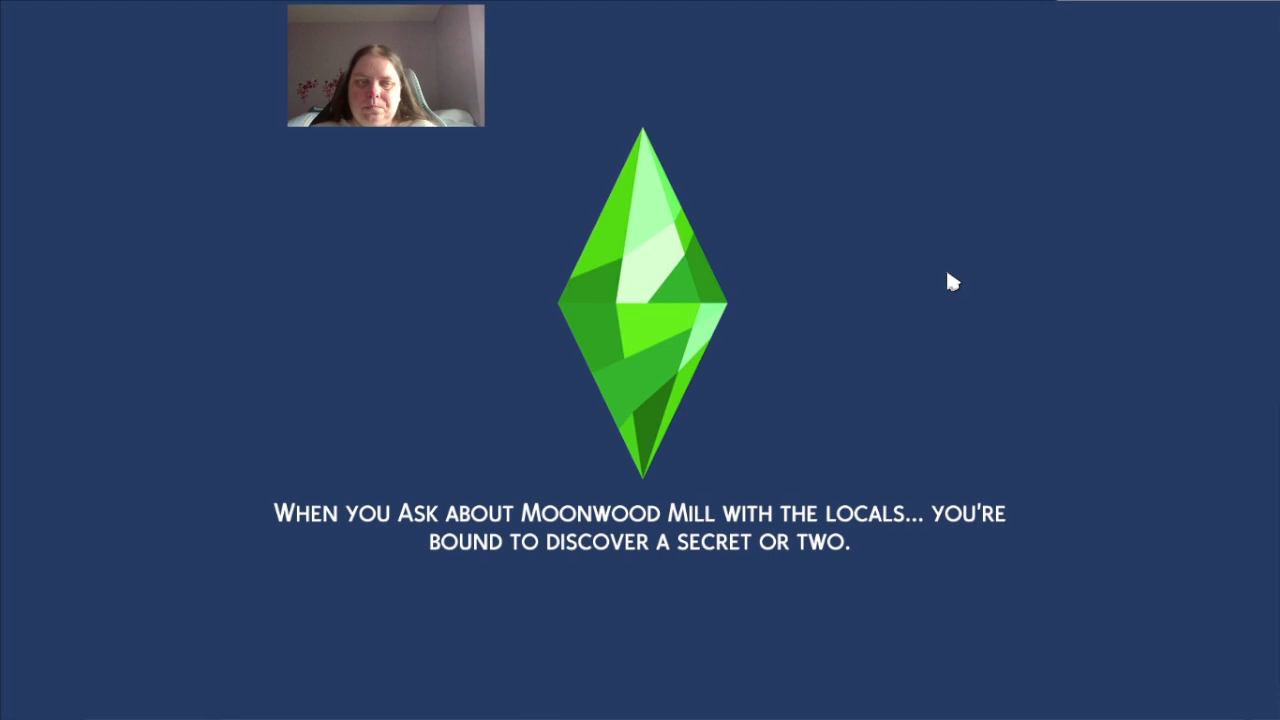 When you Ask about Moonwood Mill with the locals... you're
bound to discover a secret or two.